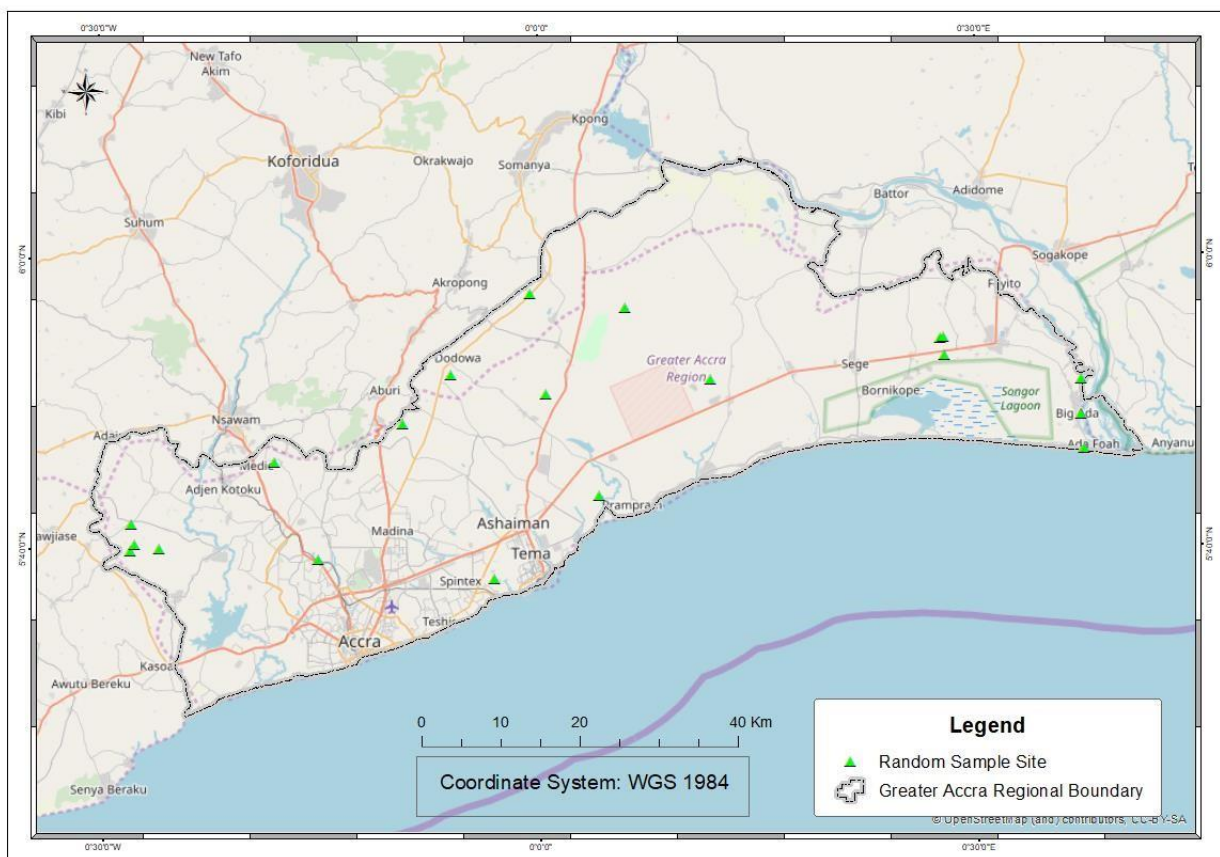 0°30'0"W
0°0'0"
0°30'0"E
New Tafo
Akim
Kibi
Kpong
Koforidua
Okrakwajo
Somanya
Battor
Adidome
Suhum
Sogakope
6°0'0"N
6°0'0"N
Akropong
Dodowa
Greater Accra
Region
Sege
Aburi
Bornikope
Songor
Lagoon
Nsawam
Ada Foah
Anyanu
Medie
Adjen Kotoku
Prampram
Ashaiman
Madina
awjiase
Tema
5°40'0"N
5°40'0"N
Spintex
Accra
Kasoa
Awutu Bereku
0
10
20
40 Km
Legend
Random Sample Site
Greater Accra Regional Boundary
Coordinate System: WGS 1984
Senya Beraku
© OpenStreetMap (and) contributors, CC-BY-SA
0°30'0"W
0°0'0"
0°30'0"E